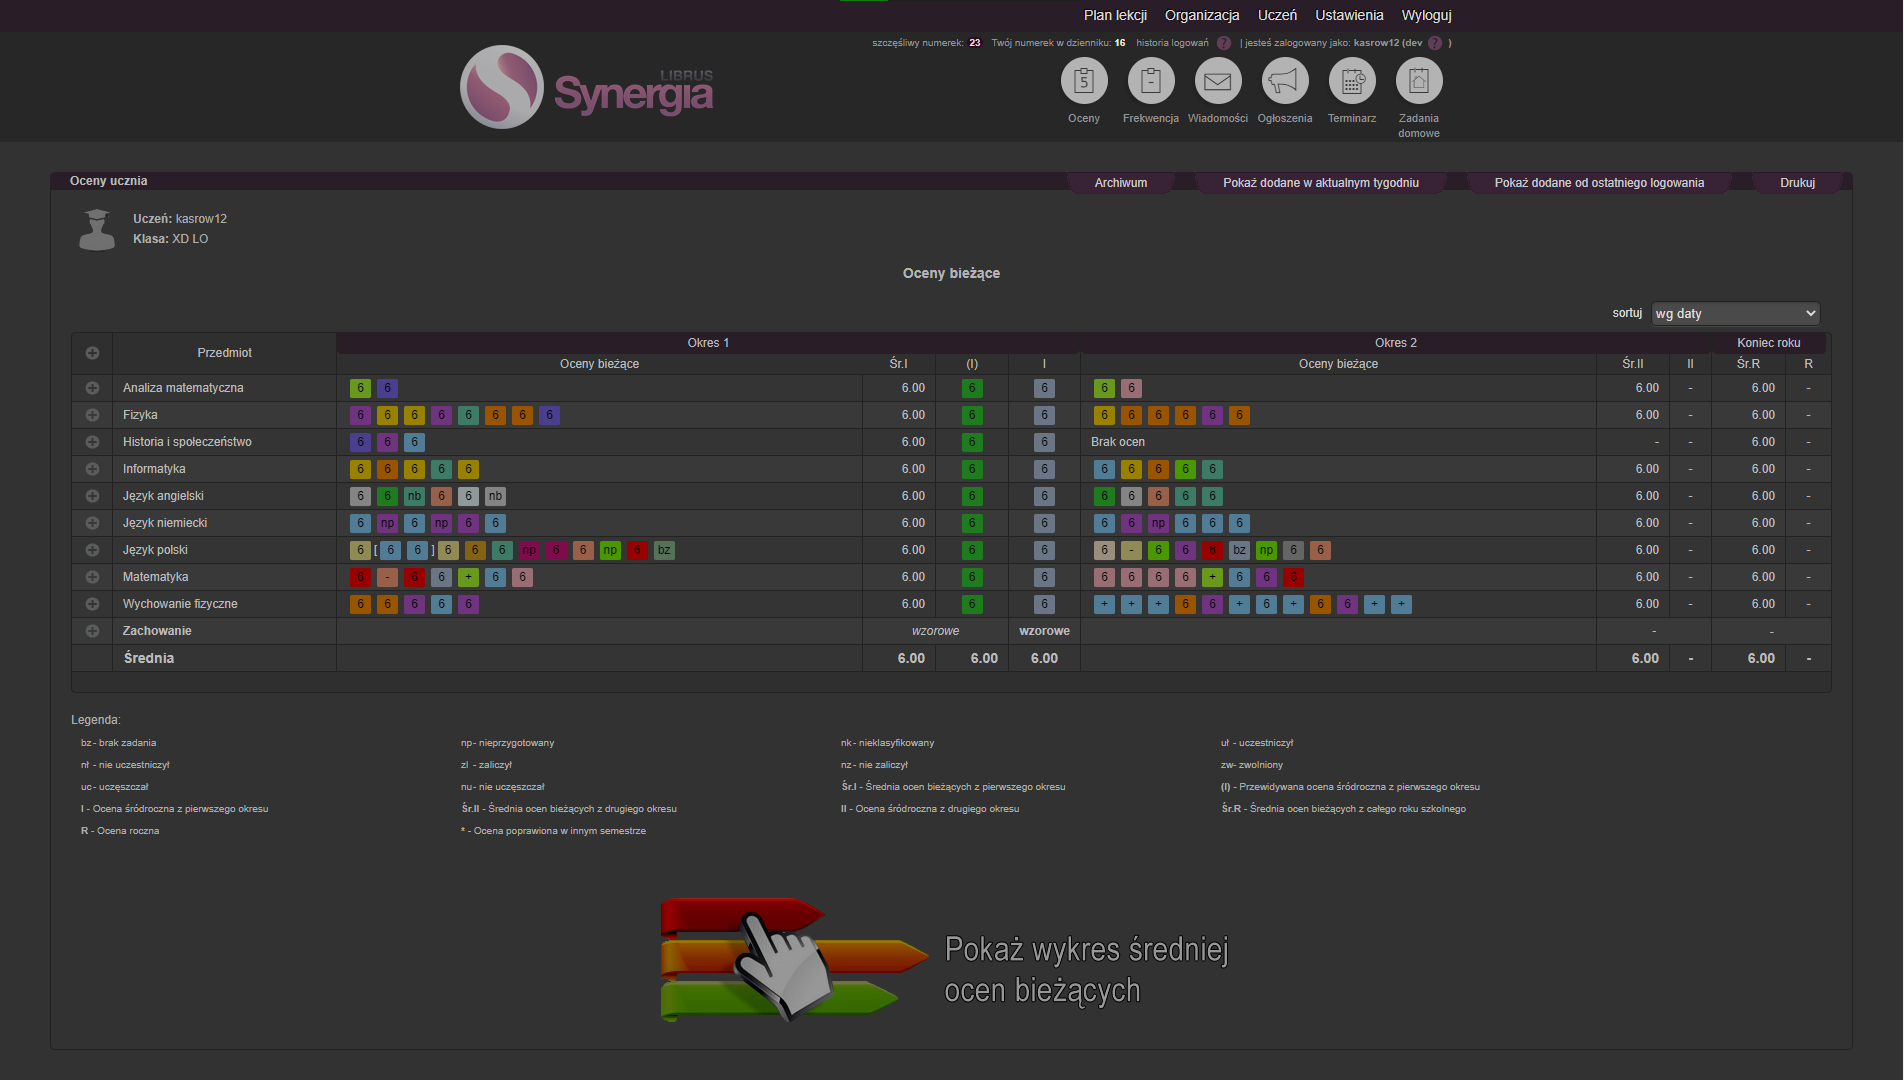 Plan lekcji Organizacja Uczeń Ustawienia Wyloguj
szczęśliwy numerek: 23 Twój numerek w dzienniku: 16 historia logowań ? | jesteś zalogowany jako: kasrow12 (dev ? )
LIBRUS
Synergia
5 -
Oceny Frekwencja Wiadomości Ogłoszenia Terminarz Zadania domowe
Oceny ucznia Archiwum Pokaż dodane w aktualnym tygodniu Pokaż dodane od ostatniego logowania Drukuj
Uczeń: kasrow12
Klasa: XD LO
Oceny bieżące
sortuj wg daty
Przedmiot Okres 1 Okres 2 Koniec roku
Oceny bieżące Śr.I (I) I Oceny bieżące Śr.II II Śr.R R
Analiza matematyczna 6 6 6.00 6 6 6 6 6.00 - 6.00 -
Fizyka 6 6 6 6 6 6 6 6 6.00 6 6 6 6 6 6 6 6 6.00 - 6.00 -
Historia i społeczeństwo 6 6 6 6.00 6 6 Brak ocen - - 6.00 -
Informatyka 6 6 6 6 6 6.00 6 6 6 6 6 6 6 6.00 - 6.00 -
Język angielski 6 6 nb 6 6 nb 6.00 6 6 6 6 6 6 6 6.00 - 6.00 -
Język niemiecki 6 np 6 np 6 6 6.00 6 6 6 6 np 6 6 6 6.00 - 6.00 -
Język polski 6 [ 6 6 ] 6 6 6 np 6 6 np 6 bz 6.00 6 6 6 - 6 6 6 bz np 6 6 6.00 - 6.00 -
Matematyka 6 - 6 6 + 6 6 6.00 6 6 6 6 6 6 + 6 6 6 6.00 - 6.00 -
Wychowanie fizyczne 6 6 6 6 6 6.00 6 6 + + + 6 6 + 6 + 6 6 + + 6.00 - 6.00 -
Zachowanie wzorowe wzorowe - -
Średnia 6.00 6.00 6.00 6.00 - 6.00 -
Legenda:
bz - brak zadania np - nieprzygotowany nk - nieklasyfikowany uł - uczestniczył
nł - nie uczestniczył zl - zaliczył nz - nie zaliczył zw- zwolniony
uc - uczęszczał nu - nie uczęszczał Śr.I - Średnia ocen bieżących z pierwszego okresu (I) - Przewidywana ocena śródroczna z pierwszego okresu
I - Ocena śródroczna z pierwszego okresu Śr.II - Średnia ocen bieżących z drugiego okresu II - Ocena śródroczna z drugiego okresu Śr.R - Średnia ocen bieżących z całego roku szkolnego
R - Ocena roczna * - Ocena poprawiona w innym semestrze
Pokaż wykres średniej
ocen bieżących